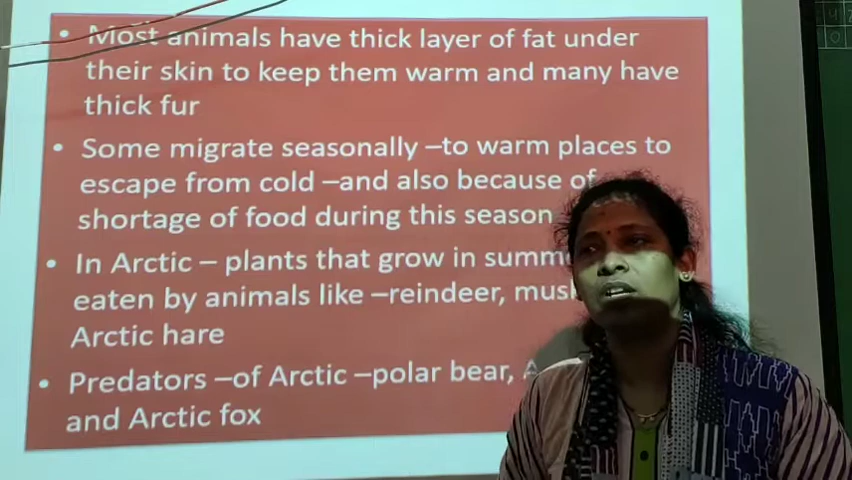 • Most animals have thick layer of fat under
their skin to keep them warm and many have
thick fur
• Some migrate seasonally –to warm places to
escape from cold –and also because of
shortage of food during this season
• In Arctic – plants that grow in
eaten by animals like –reindeer,
Arctic hare
• Predators –of Arctic –polar bear,
and Arctic fox